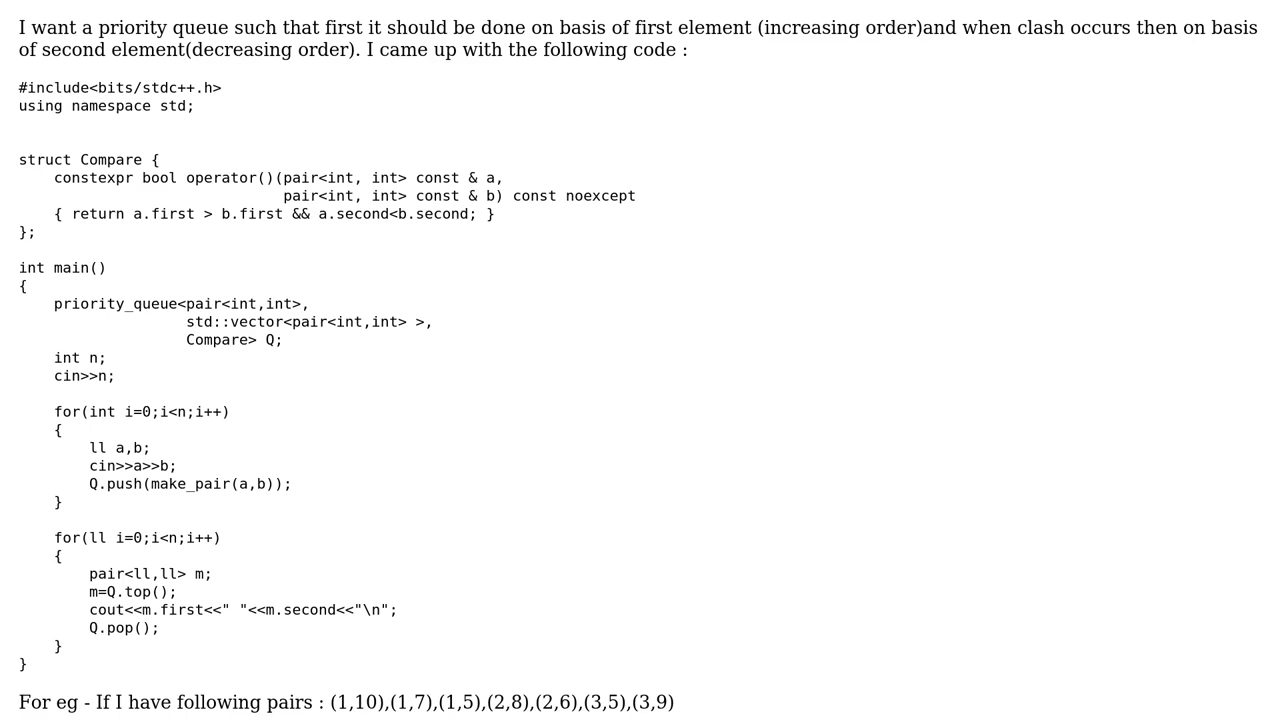 I want a priority queue such that first it should be done on basis of first element (increasing order)and when clash occurs then on basis
of second element(decreasing order). I came up with the following code :
#include<bits/stdc++.h>
using namespace std;
struct Compare {
    constexpr bool operator()(pair<int, int> const & a,
                              pair<int, int> const & b) const noexcept
    { return a.first > b.first && a.second<b.second; }
};
int main()
{
    priority_queue<pair<int,int>,
                   std::vector<pair<int,int> >,
                   Compare> Q;
    int n;
    cin>>n;
    for(int i=0;i<n;i++)
    {
        ll a,b;
        cin>>a>>b;
        Q.push(make_pair(a,b));
    }
    for(ll i=0;i<n;i++)
    {
        pair<ll,ll> m;
        m=Q.top();
        cout<<m.first<<" "<<m.second<<"\n";
        Q.pop();
    }
}
For eg - If I have following pairs : (1,10),(1,7),(1,5),(2,8),(2,6),(3,5),(3,9)